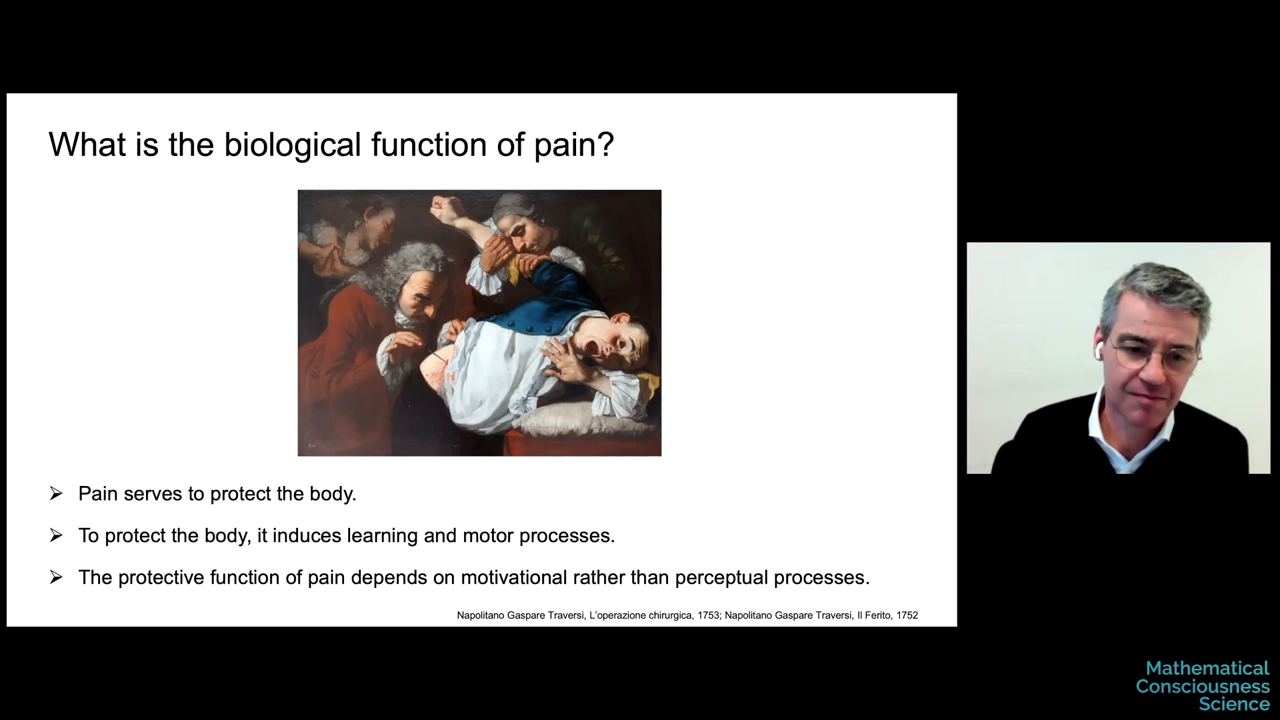 What is the biological function of pain?
➢ Pain serves to protect the body.
➢ To protect the body, it induces learning and motor processes.
➢ The protective function of pain depends on motivational rather than perceptual processes.
Napolitano Gaspare Traversi, L'operazione chirurgica, 1753; Napolitano Gaspare Traversi, Il Ferito, 1752
Mathematical
Consciousness
Science